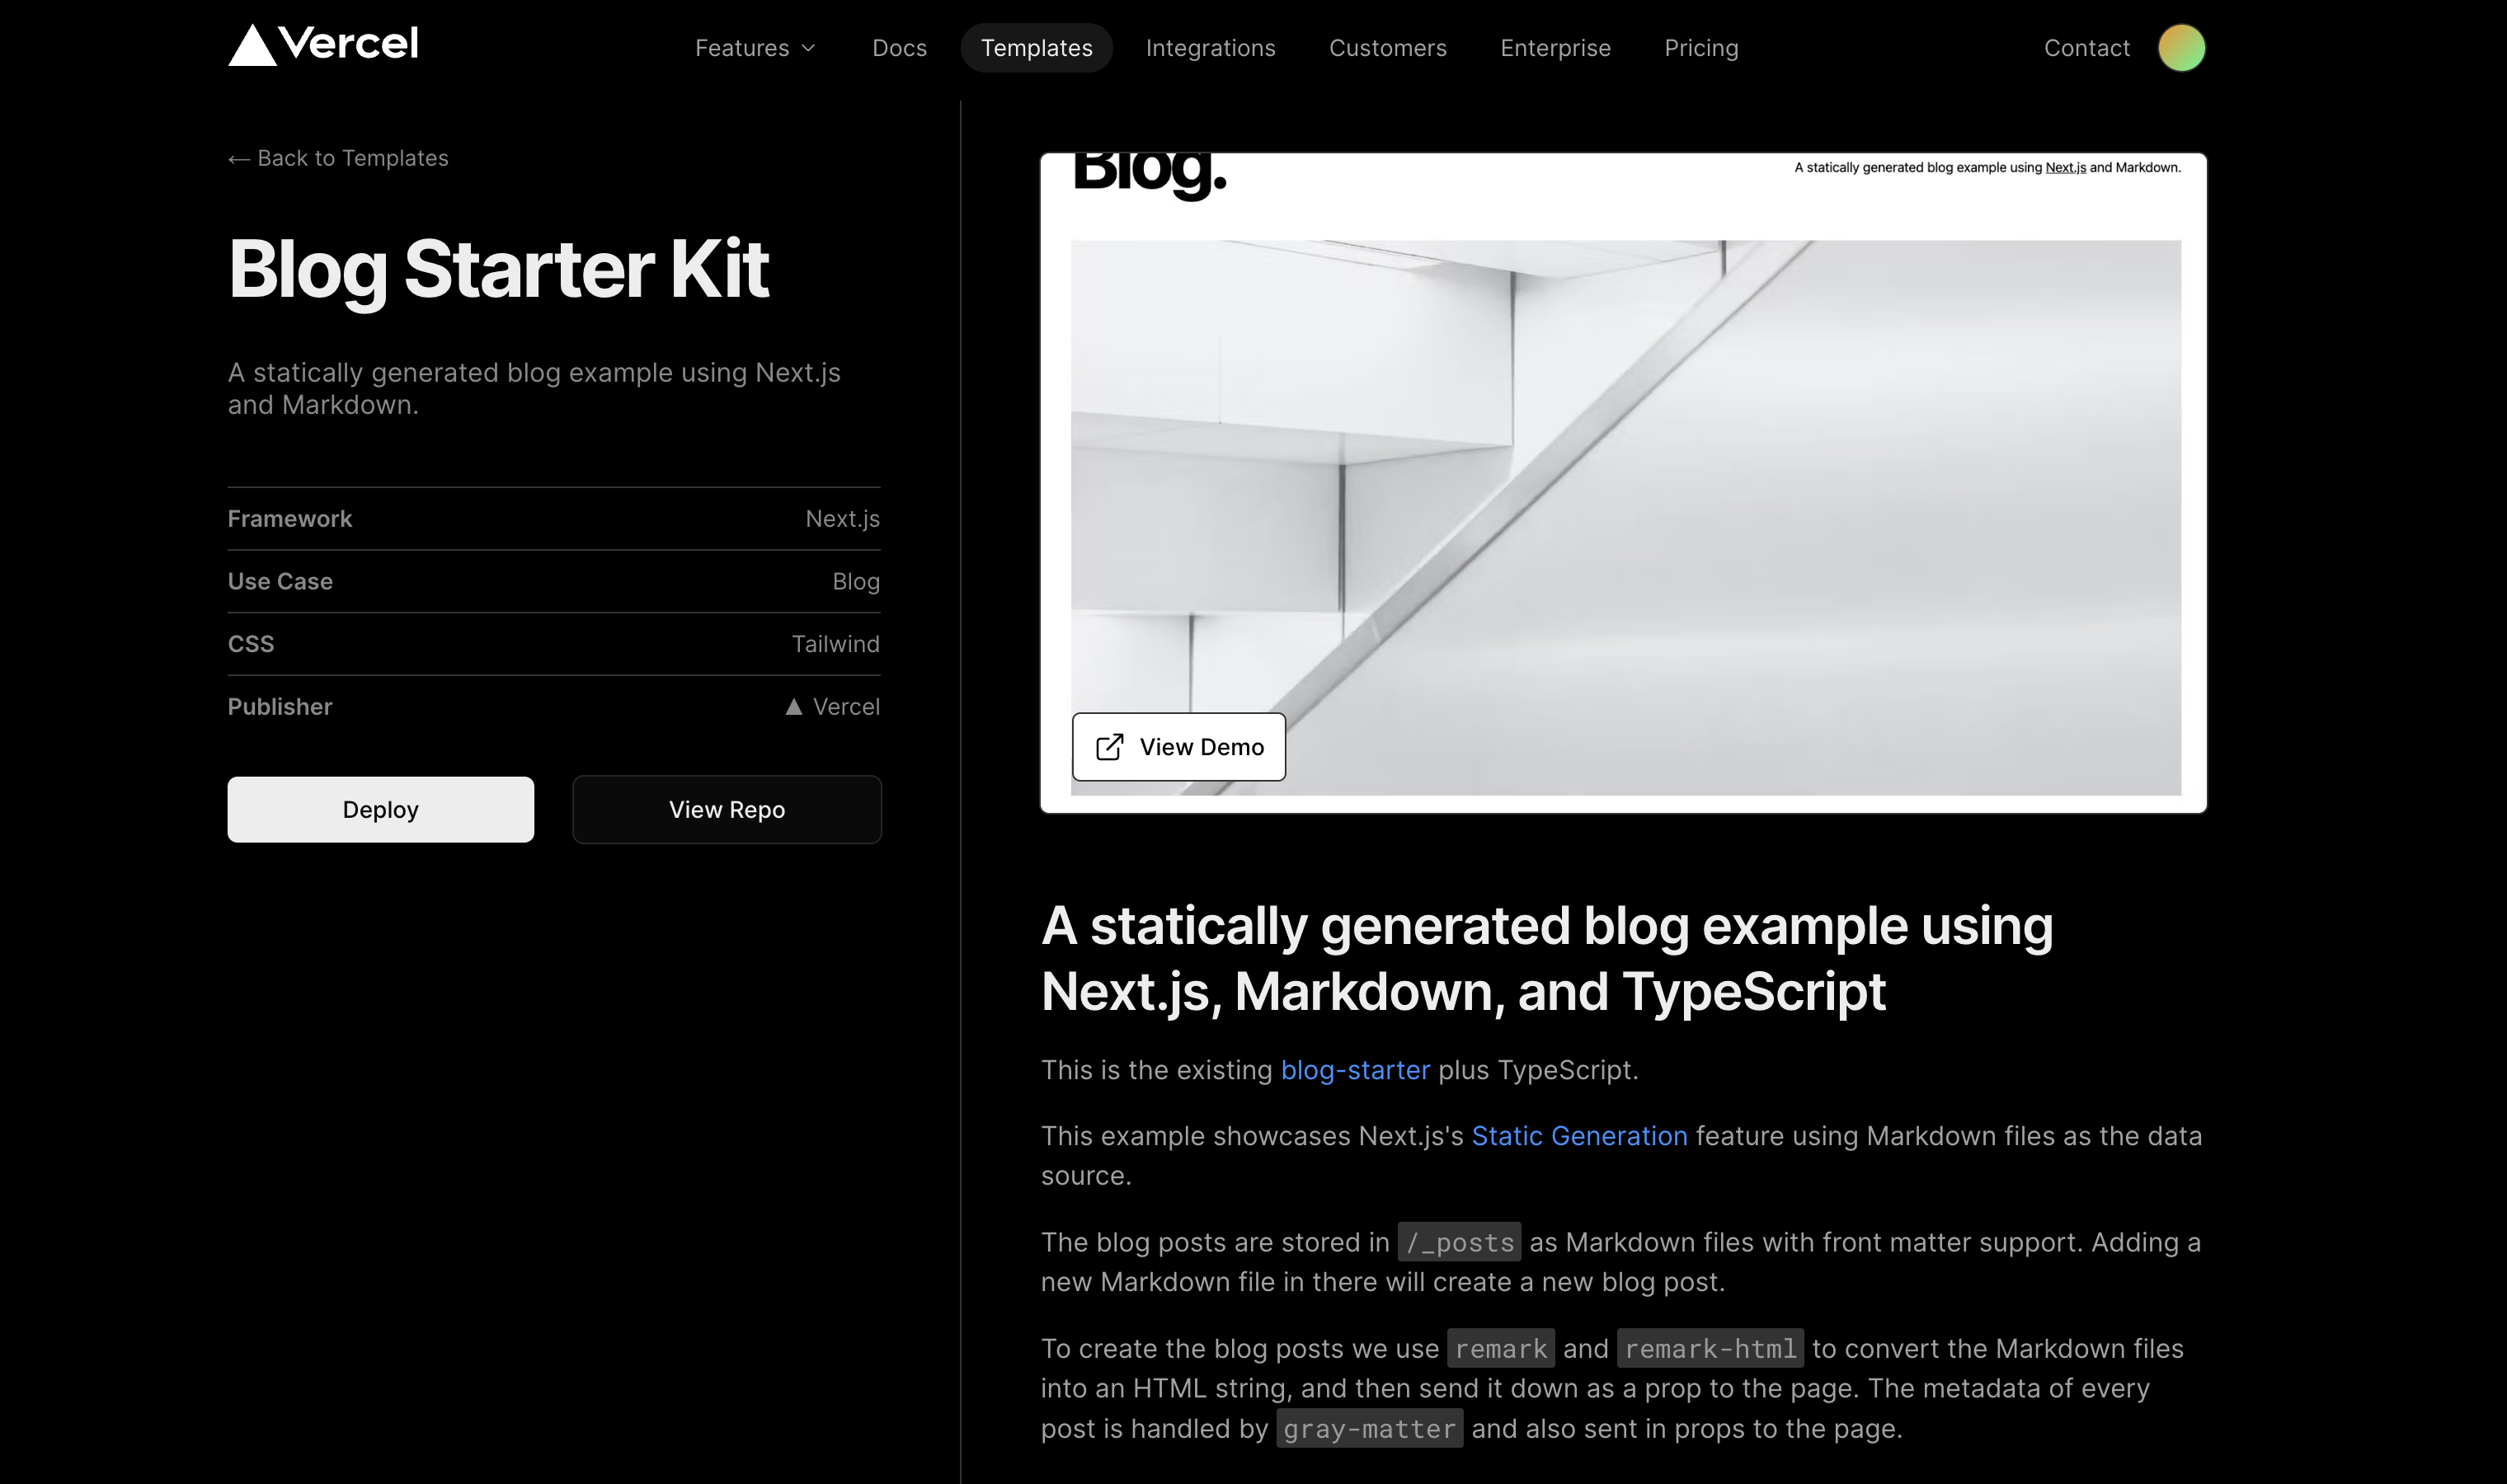 Vercel
Features
Docs
Templates
Integrations
Customers
Enterprise
Pricing
Contact
← Back to Templates
Blog Starter Kit
A statically generated blog example using Next.js
and Markdown.
Framework Next.js
Use Case Blog
CSS Tailwind
Publisher ▲ Vercel
Deploy
View Repo
Blog.
A statically generated blog example using Next.js and Markdown.
View Demo
A statically generated blog example using
Next.js, Markdown, and TypeScript
This is the existing blog-starter plus TypeScript.
This example showcases Next.js's Static Generation feature using Markdown files as the data
source.
The blog posts are stored in /_posts as Markdown files with front matter support. Adding a
new Markdown file in there will create a new blog post.
To create the blog posts we use remark and remark-html to convert the Markdown files
into an HTML string, and then send it down as a prop to the page. The metadata of every
post is handled by gray-matter and also sent in props to the page.